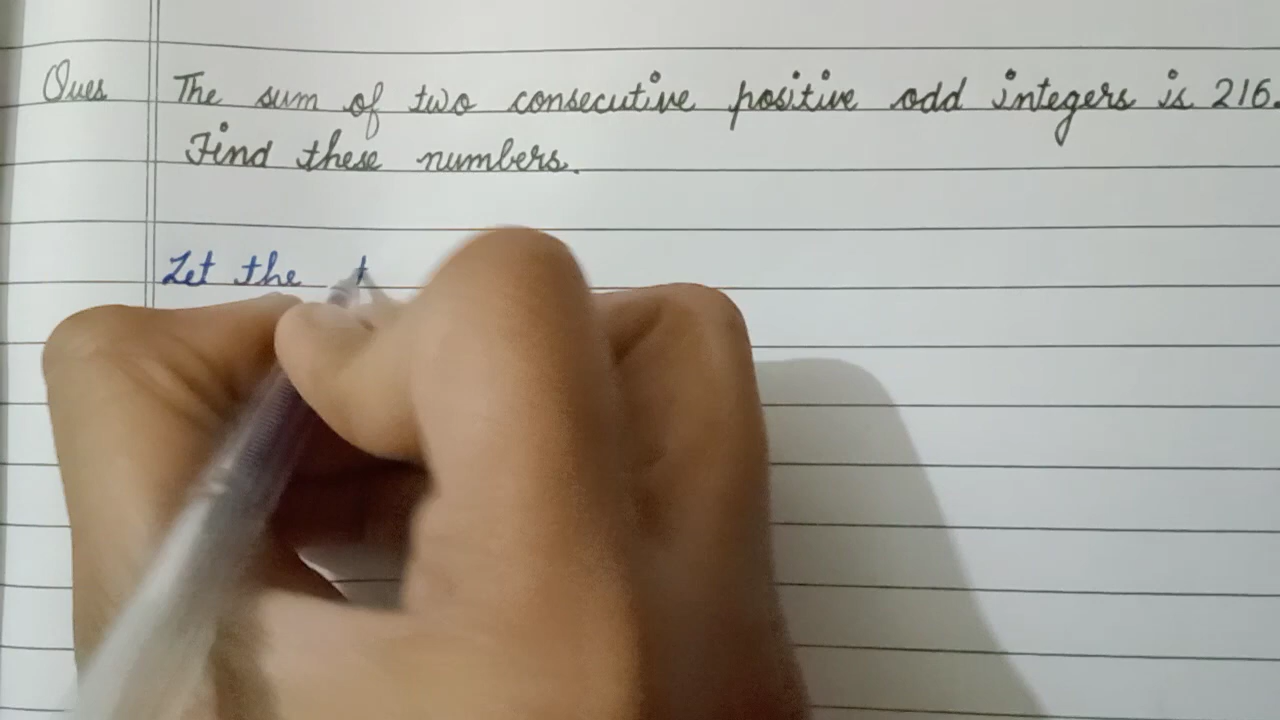 Ques The sum of two consecutive positive odd integers is 216.
Find these numbers.
Let the t